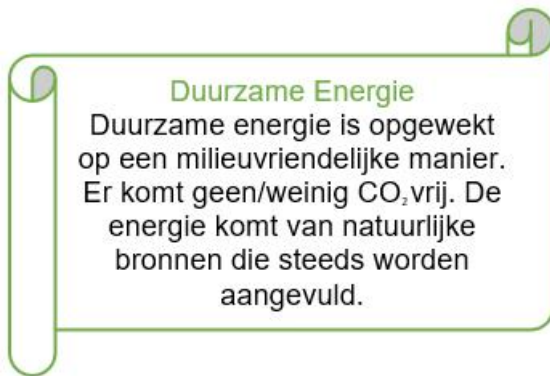 Duurzame Energie
Duurzame energie is opgewekt
op een milieuvriendelijke manier.
Er komt geen/weinig CO₂ vrij. De
energie komt van natuurlijke
bronnen die steeds worden
aangevuld.